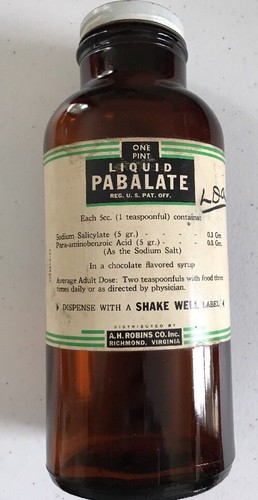 ONE
PINT
LIQUID
PABALATE
REG. U. S. PAT. OFF.
Each 5cc. (1 teaspoonful) contains:
Sodium Salicylate (5 gr.) - - - - 0.3 Gm.
Para-aminobenzoic Acid (5 gr.) - - - 0.3 Gm.
(As the Sodium Salt)
In a chocolate flavored syrup
Average Adult Dose: Two teaspoonfuls with food three
times daily or as directed by physician.
DISPENSE WITH A SHAKE WELL LABEL
DISTRIBUTED BY
A. H. ROBINS CO. Inc.
RICHMOND, VIRGINIA